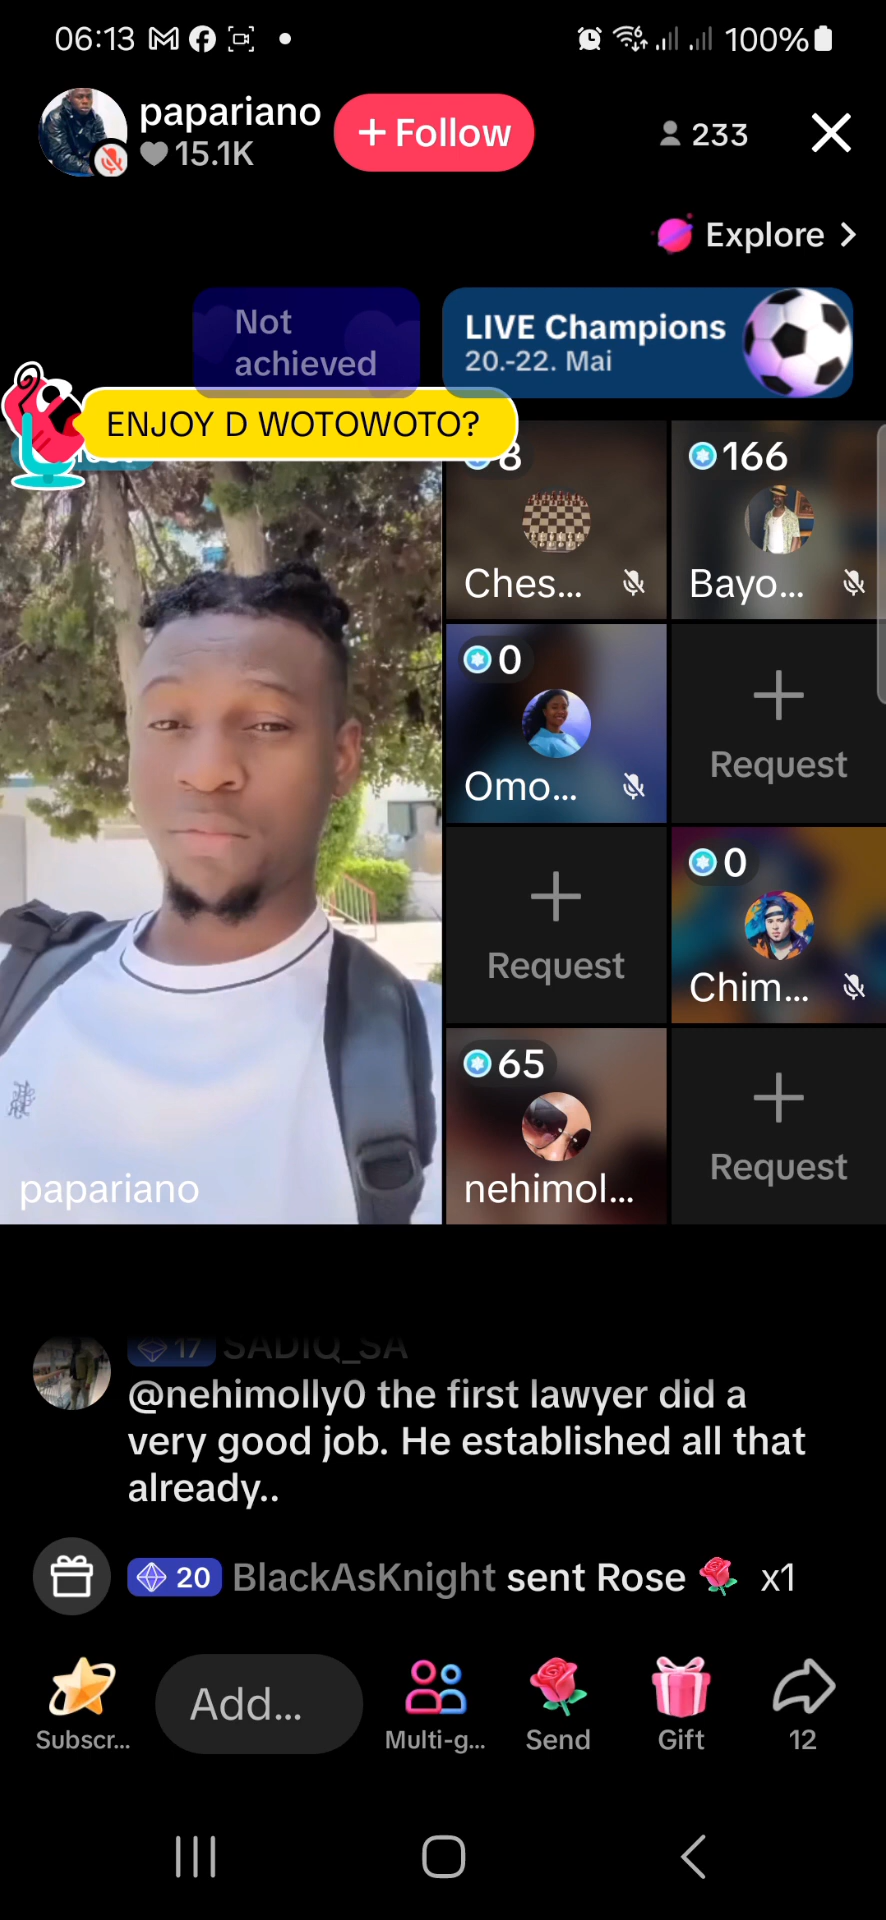 06:13
100%
papariano
15.1K
+ Follow
233
Explore >
Not
achieved
LIVE Champions
20.-22. Mai
ENJOY D WOTOWOTO?
8
166
Ches...
Bayo...
0
Omo...
Request
Request
0
Chim...
65
nehimol...
Request
papariano
17 SADIQ_SA
@nehimolly0 the first lawyer did a
very good job. He established all that
already..
20 BlackAsKnight sent Rose x1
Add...
Subscr...
Multi-g...
Send
Gift
12